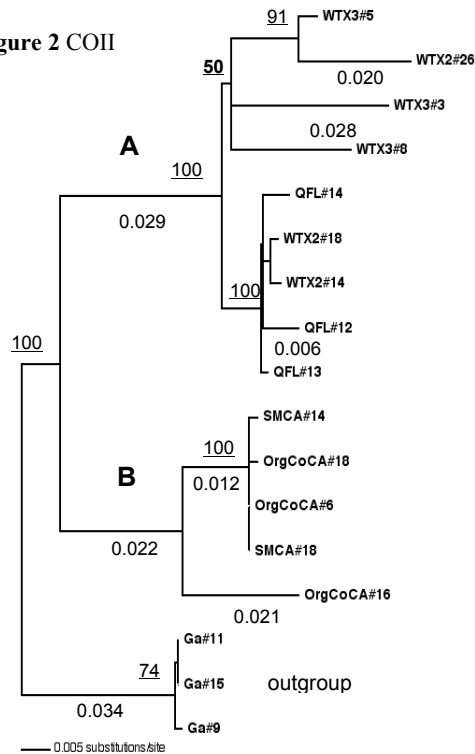 gure 2 COII
91
WTX3#5
WTX2#26
50
0.020
WTX3#3
0.028
A
WTX3#8
100
QFL#14
0.029
WTX2#18
WTX2#14
100
QFL#12
0.006
100
QFL#13
SMCA#14
100
OrgCoCA#18
B
0.012
OrgCoCA#6
0.022
SMCA#18
OrgCoCA#16
0.021
Ga#11
74
Ga#15
outgroup
0.034
Ga#9
0.005 substitutions/site